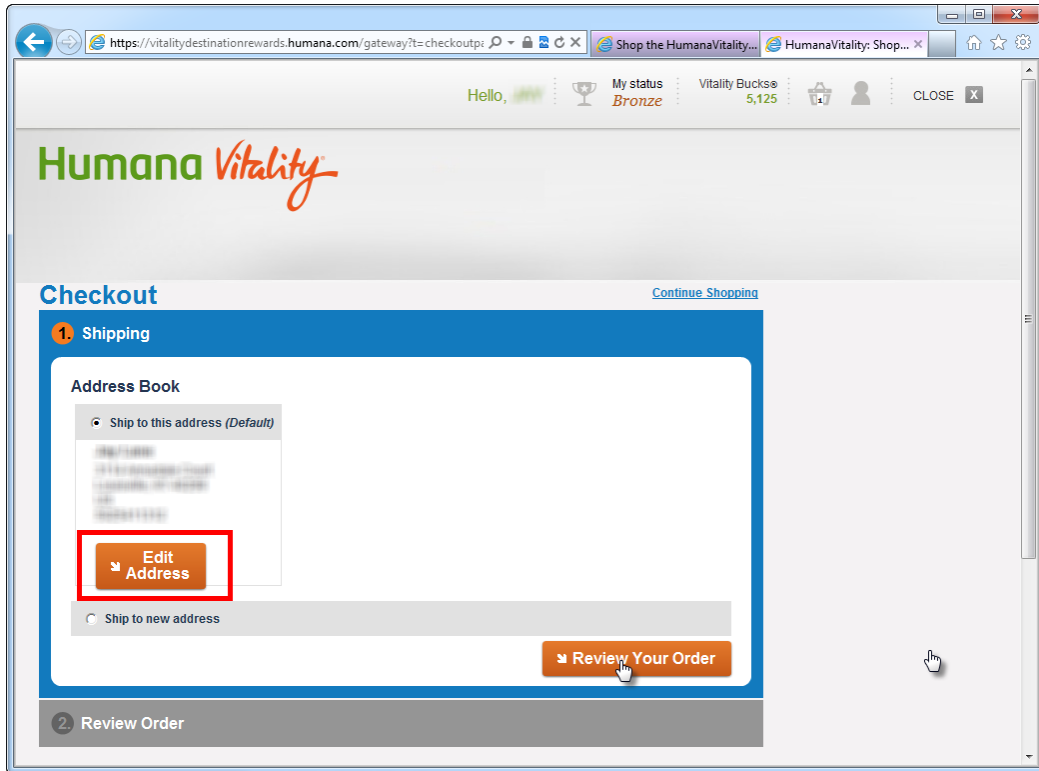 https://vitalitydestinationrewards.humana.com/gateway?t=checkoutpa
Shop the HumanaVitality...
HumanaVitality: Shop...
Hello,
My status
Bronze
Vitality Bucks®
5,125
1
CLOSE X
Humana Vitality
Checkout
Continue Shopping
1. Shipping
Address Book
Ship to this address (Default)
Edit
Address
Ship to new address
Review Your Order
2. Review Order